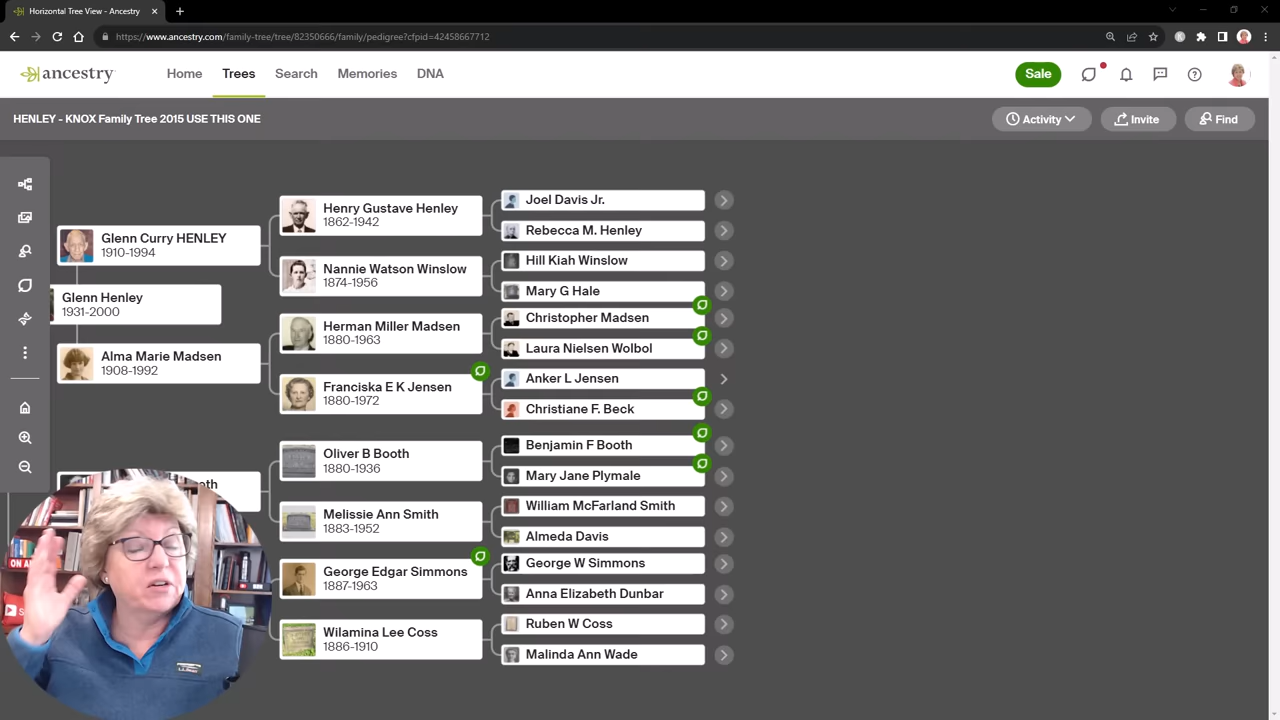 Horizontal Tree View - Ancestry
https://www.ancestry.com/family-tree/tree/82350666/family/pedigree?cfpid=42458667712
ancestry
Home
Trees
Search
Memories
DNA
Sale
HENLEY - KNOX Family Tree 2015 USE THIS ONE
Activity
Invite
Find
Glenn Curry HENLEY
1910-1994
Glenn Henley
1931-2000
Alma Marie Madsen
1908-1992
Henry Gustave Henley
1862-1942
Nannie Watson Winslow
1874-1956
Herman Miller Madsen
1880-1963
Franciska E K Jensen
1880-1972
Oliver B Booth
1880-1936
Melissie Ann Smith
1883-1952
George Edgar Simmons
1887-1963
Wilamina Lee Coss
1886-1910
Joel Davis Jr.
Rebecca M. Henley
Hill Kiah Winslow
Mary G Hale
Christopher Madsen
Laura Nielsen Wolbol
Anker L Jensen
Christiane F. Beck
Benjamin F Booth
Mary Jane Plymale
William McFarland Smith
Almeda Davis
George W Simmons
Anna Elizabeth Dunbar
Ruben W Coss
Malinda Ann Wade
ON A